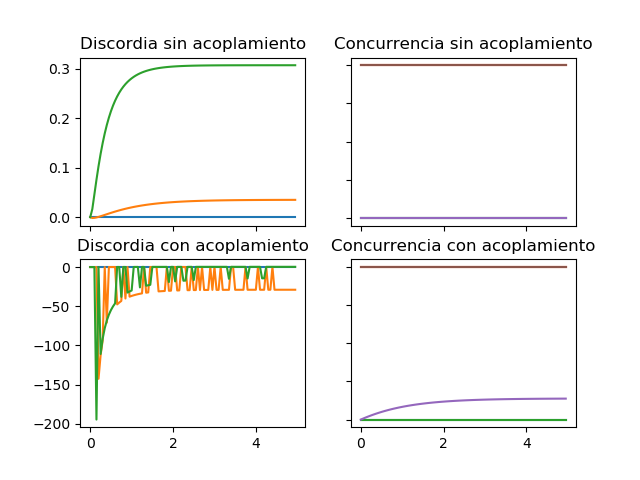 Discordia sin acoplamiento
Concurrencia sin acoplamiento
0.3
0.2
0.1
0.0
Discordia con acoplamiento
Concurrencia con acoplamiento
0
−50
−100
−150
−200
0 2 4
0 2 4